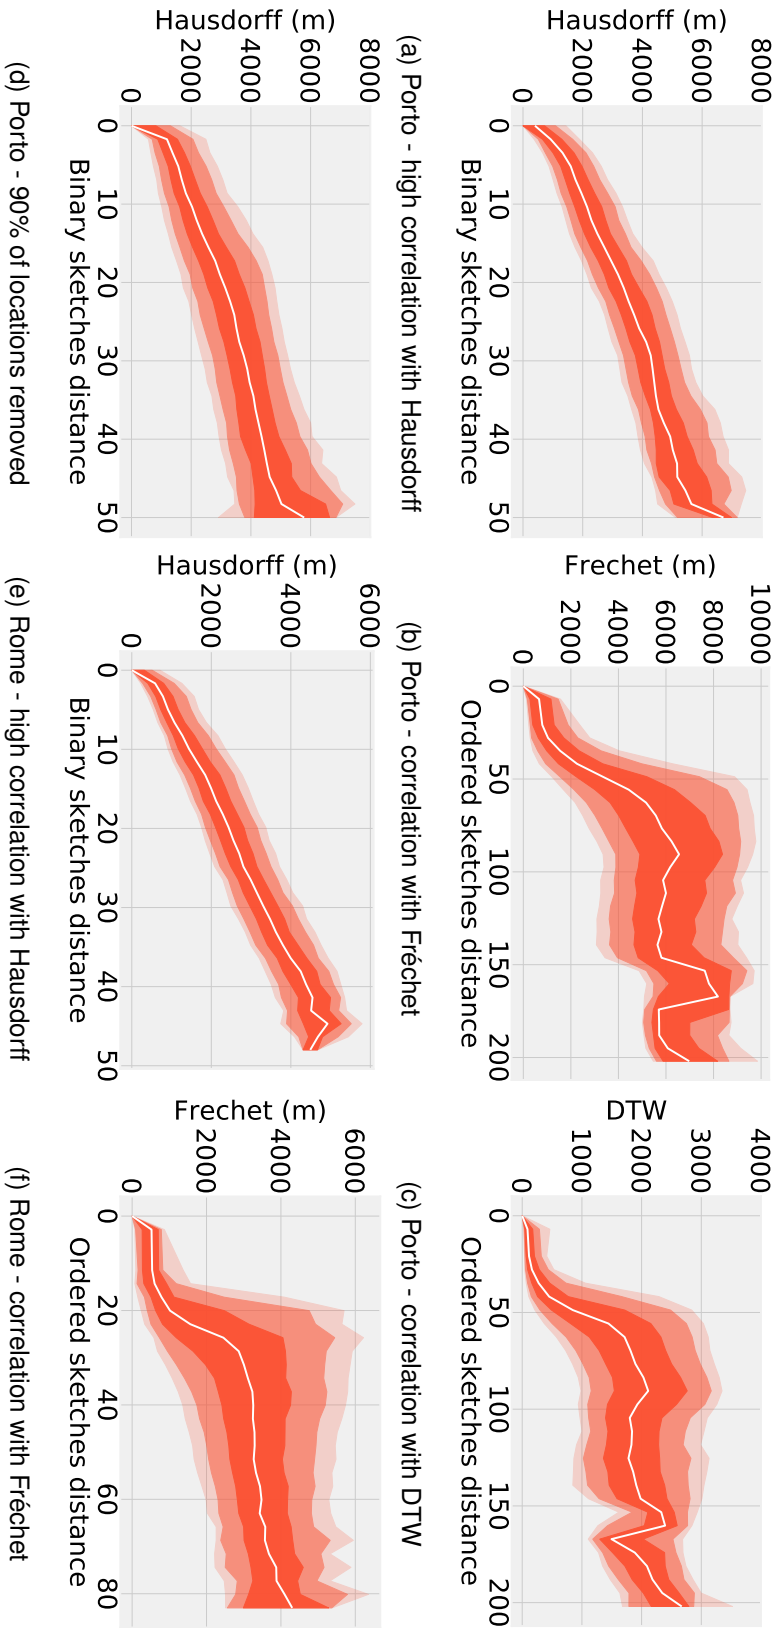 Hausdorff (m)
8000
6000
4000
2000
0
0 10 20 30 40 50
Binary sketches distance
(a) Porto - high correlation with Hausdorff
Frechet (m)
10000
8000
6000
4000
2000
0
0 50 100 150 200
Ordered sketches distance
(b) Porto - correlation with Fréchet
DTW
4000
3000
2000
1000
0
0 50 100 150 200
Ordered sketches distance
(c) Porto - correlation with DTW
Hausdorff (m)
8000
6000
4000
2000
0
0 10 20 30 40 50
Binary sketches distance
(d) Porto - 90% of locations removed
Hausdorff (m)
6000
4000
2000
0
0 10 20 30 40 50
Binary sketches distance
(e) Rome - high correlation with Hausdorff
Frechet (m)
6000
4000
2000
0
0 20 40 60 80
Ordered sketches distance
(f) Rome - correlation with Fréchet